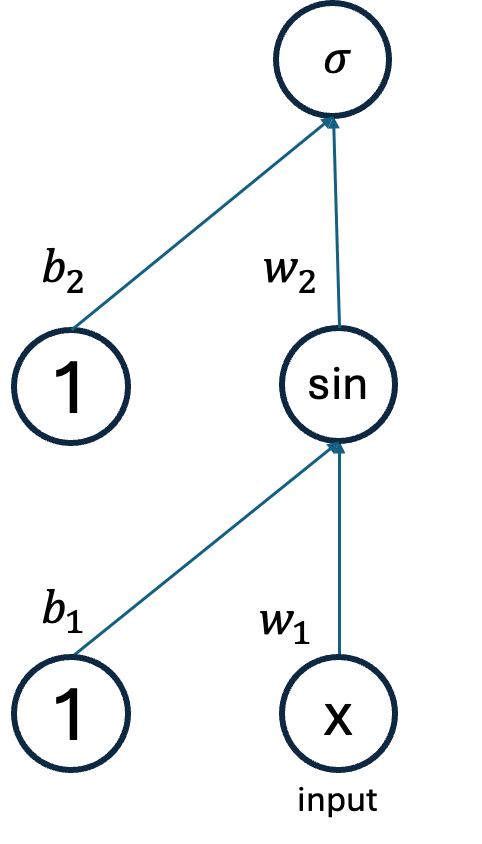 σ
b₂ w₂
1 sin
b₁ w₁
1 x
input